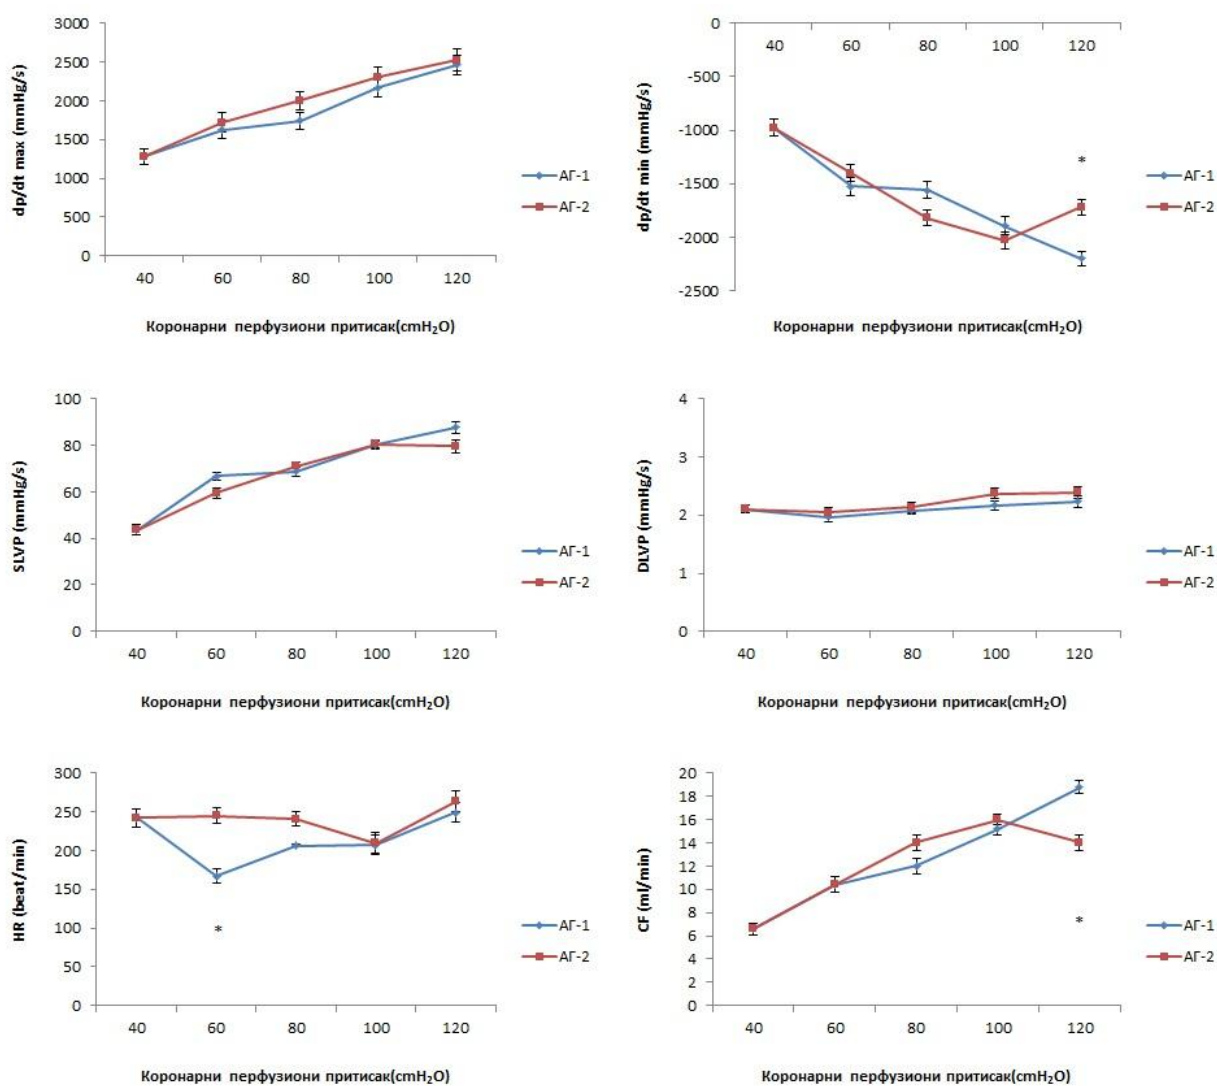 dp/dt max (mmHg/s)
3000
2500
2000
1500
1000
500
0
40 60 80 100 120
Коронарни перфузиони притисак(cmH₂O)
АГ-1
АГ-2
dp/dt min (mmHg/s)
0
-500
-1000
-1500
-2000
-2500
40 60 80 100 120
*
Коронарни перфузиони притисак(cmH₂O)
АГ-1
АГ-2
SLVP (mmHg/s)
100
80
60
40
20
0
40 60 80 100 120
Коронарни перфузиони притисак(cmH₂O)
АГ-1
АГ-2
DLVP (mmHg/s)
4
3
2
1
0
40 60 80 100 120
Коронарни перфузиони притисак(cmH₂O)
АГ-1
АГ-2
HR (beat/min)
300
250
200
150
100
50
0
*
40 60 80 100 120
Коронарни перфузиони притисак(cmH₂O)
АГ-1
АГ-2
CF (ml/min)
20
18
16
14
12
10
8
6
4
2
0
*
40 60 80 100 120
Коронарни перфузиони притисак(cmH₂O)
АГ-1
АГ-2